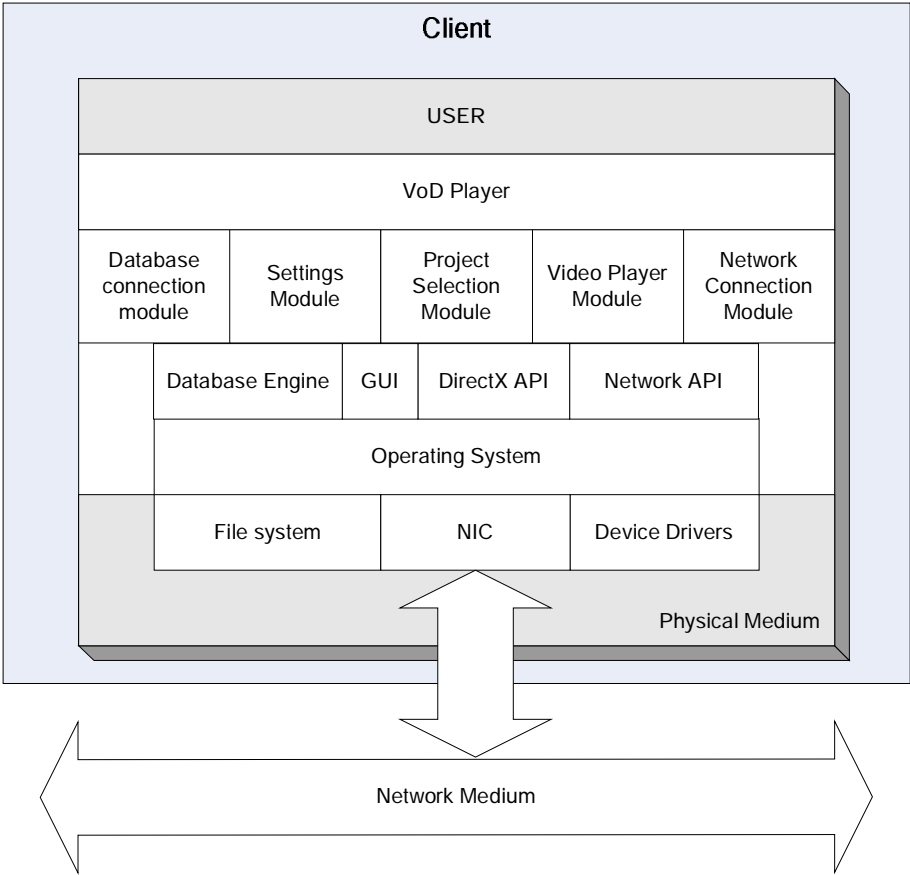 Client
USER
VoD Player
Database
connection
module
Settings
Module
Project
Selection
Module
Video Player
Module
Network
Connection
Module
Database Engine
GUI
DirectX API
Network API
Operating System
File system
NIC
Device Drivers
Physical Medium
Network Medium